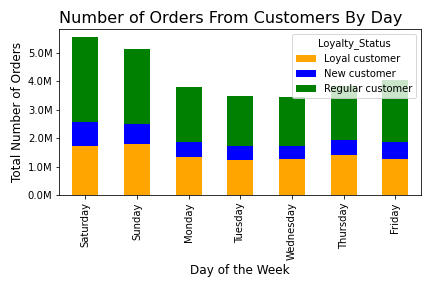 Number of Orders From Customers By Day
Total Number of Orders
5.0M
4.0M
3.0M
2.0M
1.0M
0.0M
Loyalty_Status
Loyal customer
New customer
Regular customer
Saturday
Sunday
Monday
Tuesday
Wednesday
Thursday
Friday
Day of the Week